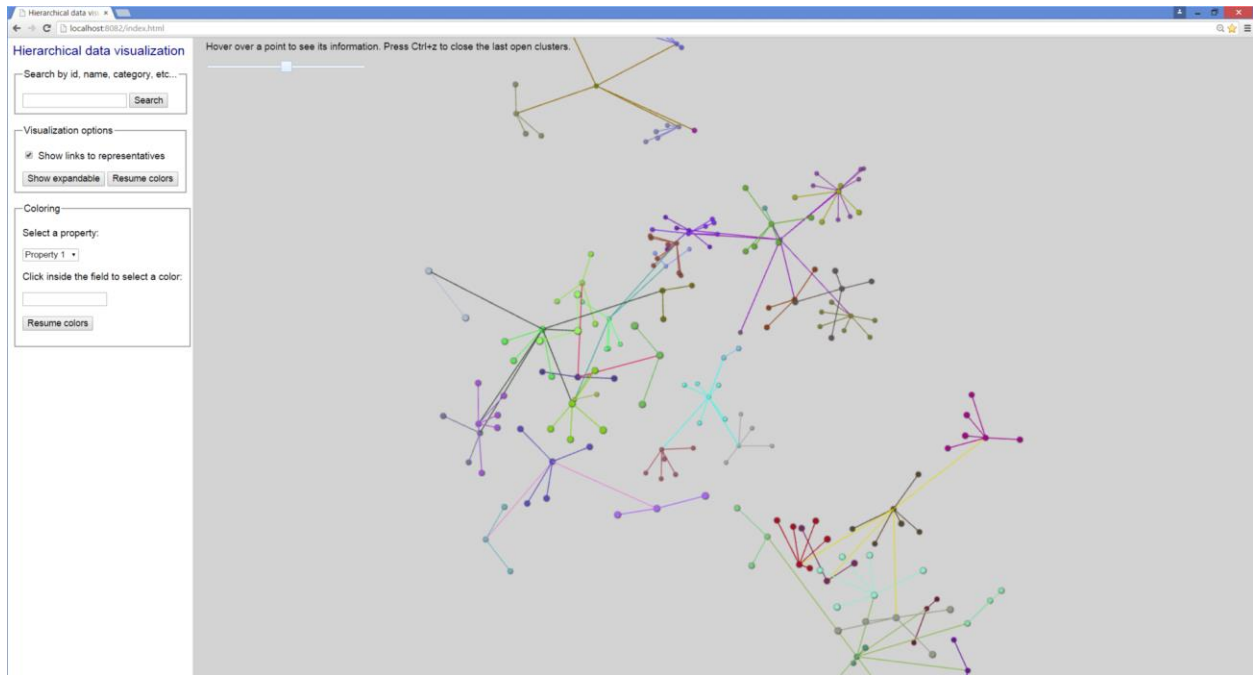 Hierarchical data visu
localhost:8082/index.html
Hierarchical data visualization
Hover over a point to see its information. Press Ctrl+z to close the last open clusters.
Search by id, name, category, etc...
Search
Visualization options
Show links to representatives
Show expandable Resume colors
Coloring
Select a property:
Property 1
Click inside the field to select a color:
Resume colors